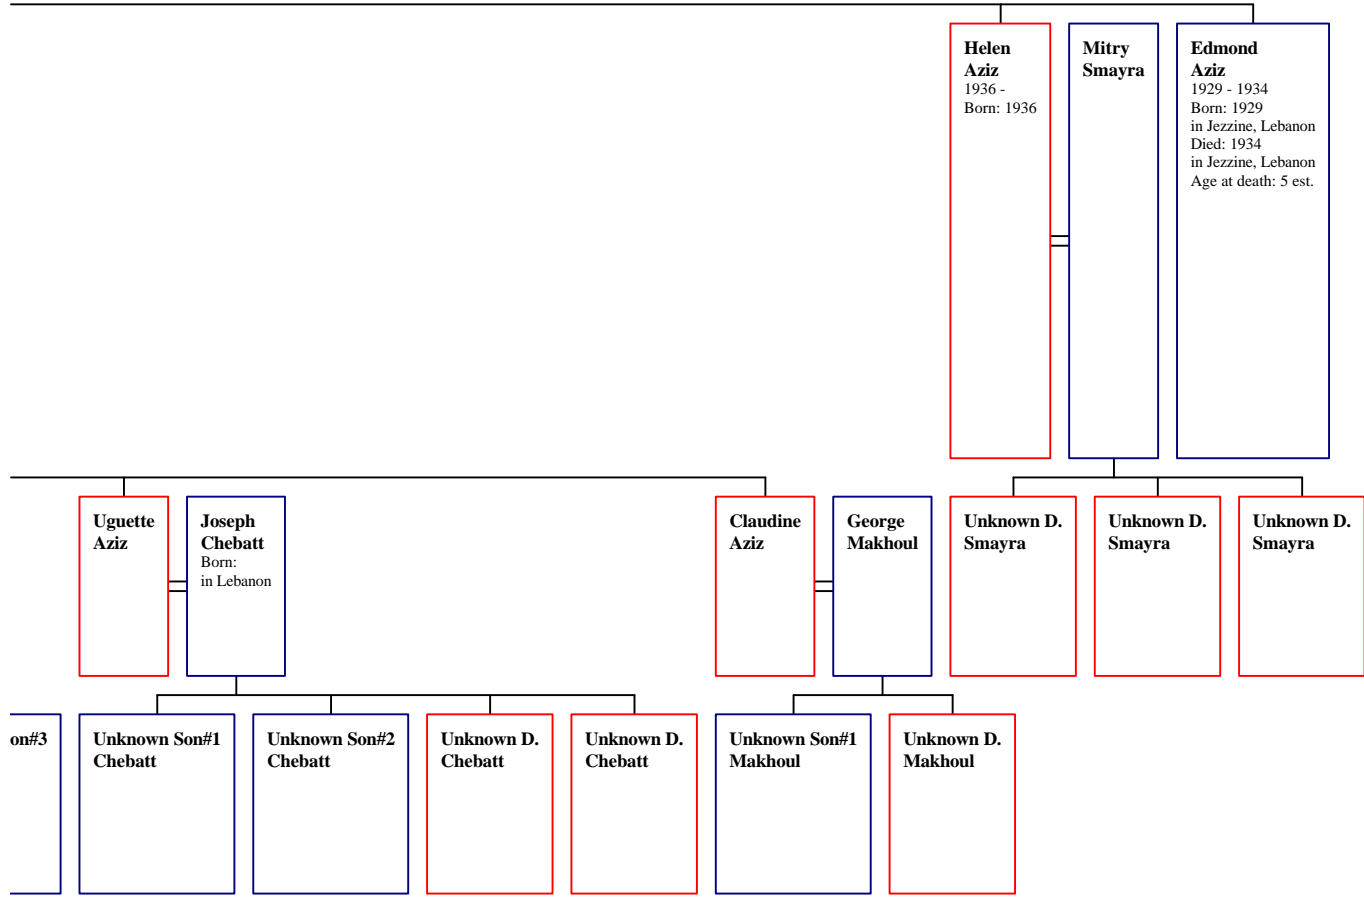 Helen
Aziz
1936 -
Born: 1936
Mitry
Smayra
Edmond
Aziz
1929 - 1934
Born: 1929
in Jezzine, Lebanon
Died: 1934
in Jezzine, Lebanon
Age at death: 5 est.
Uguette
Aziz
Joseph
Chebatt
Born:
in Lebanon
Claudine
Aziz
George
Makhoul
Unknown D.
Smayra
Unknown D.
Smayra
Unknown D.
Smayra
on#3
Unknown Son#1
Chebatt
Unknown Son#2
Chebatt
Unknown D.
Chebatt
Unknown D.
Chebatt
Unknown Son#1
Makhoul
Unknown D.
Makhoul